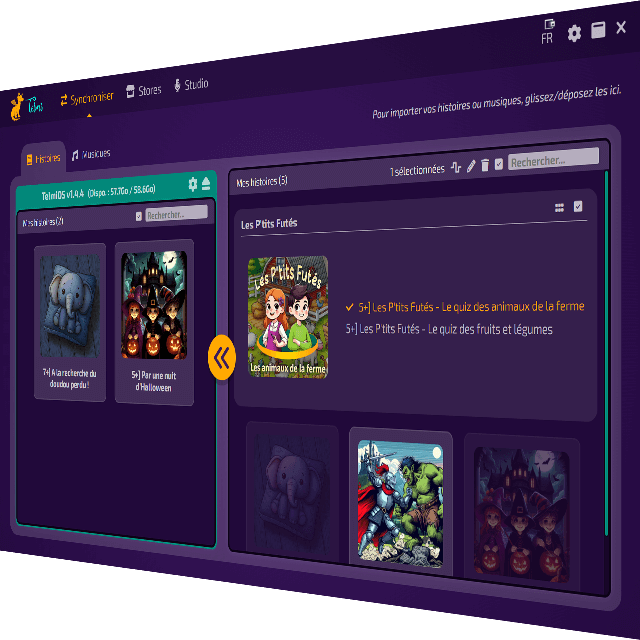 FR
Telmi
Synchroniser
Stores
Studio
Pour importer vos histoires ou musiques, glissez/déposez les ici.
Histoires
Musiques
TelmiOS v1.4.4 (Dispo. : 57.7Go / 58.6Go)
Mes histoires (2)
Rechercher...
7+] A la recherche du
doudou perdu !
5+] Par une nuit
d'Halloween
Mes histoires (5)
1 sélectionnées
Rechercher...
Les P'tits Futés
Les P'tits Futés
Les animaux de la ferme
5+] Les P'tits Futés - Le quiz des animaux de la ferme
5+] Les P'tits Futés - Le quiz des fruits et légumes